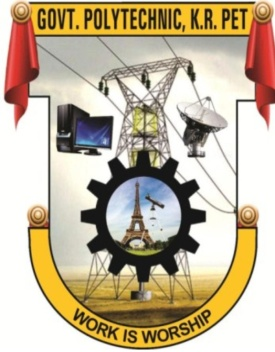 GOVT. POLYTECHNIC, K.R. PET
WORK IS WORSHIP